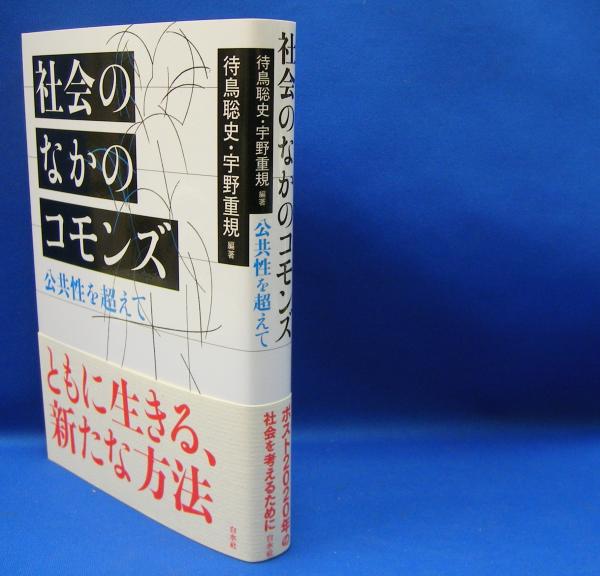 社会の
なかの
コモンズ
公共性を超えて
待鳥聡史・宇野重規 編著
ともに生きる、
新たな方法
白水社
社会のなかのコモンズ
待鳥聡史・宇野重規 編著
公共性を超えて
ポスト2020年の
社会を考えるために
白水社